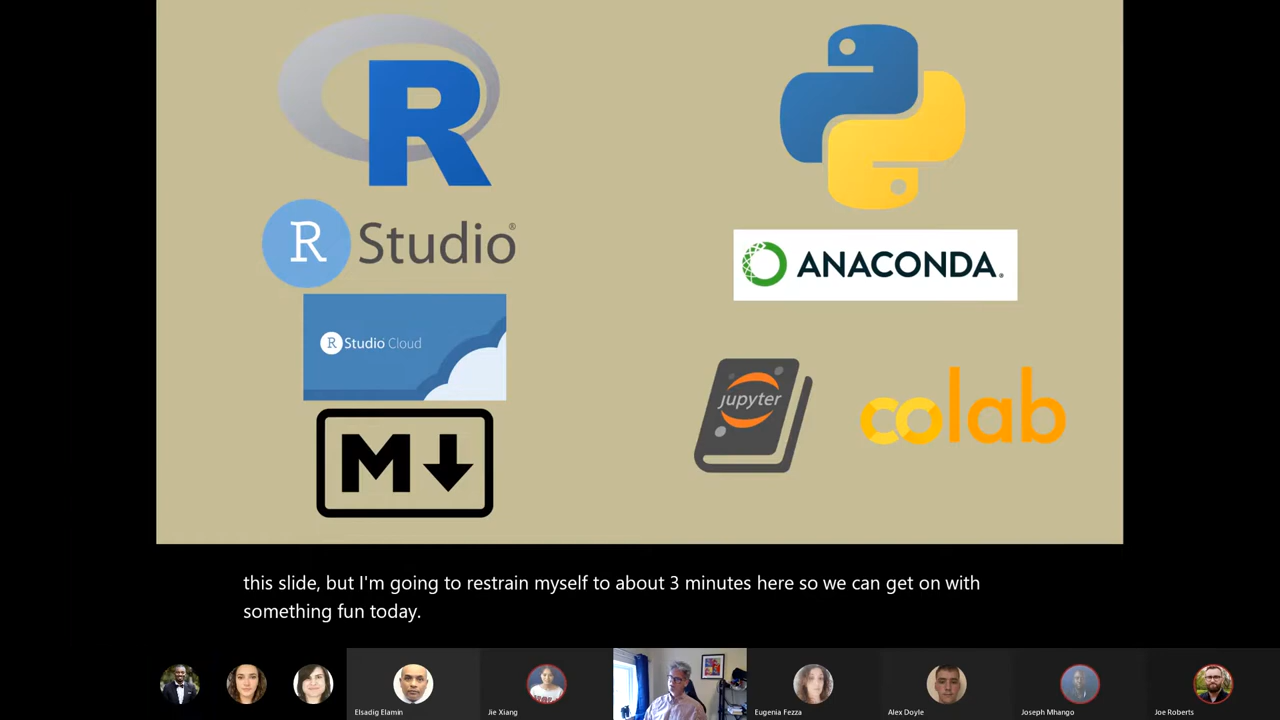 R
R Studio®
R Studio Cloud
M
ANACONDA®
jupyter
colab
this slide, but I'm going to restrain myself to about 3 minutes here so we can get on with
something fun today.
Elsadig Elamin
Jie Xiang
Eugenia Fezza
Alex Doyle
Joseph Mhango
Joe Roberts